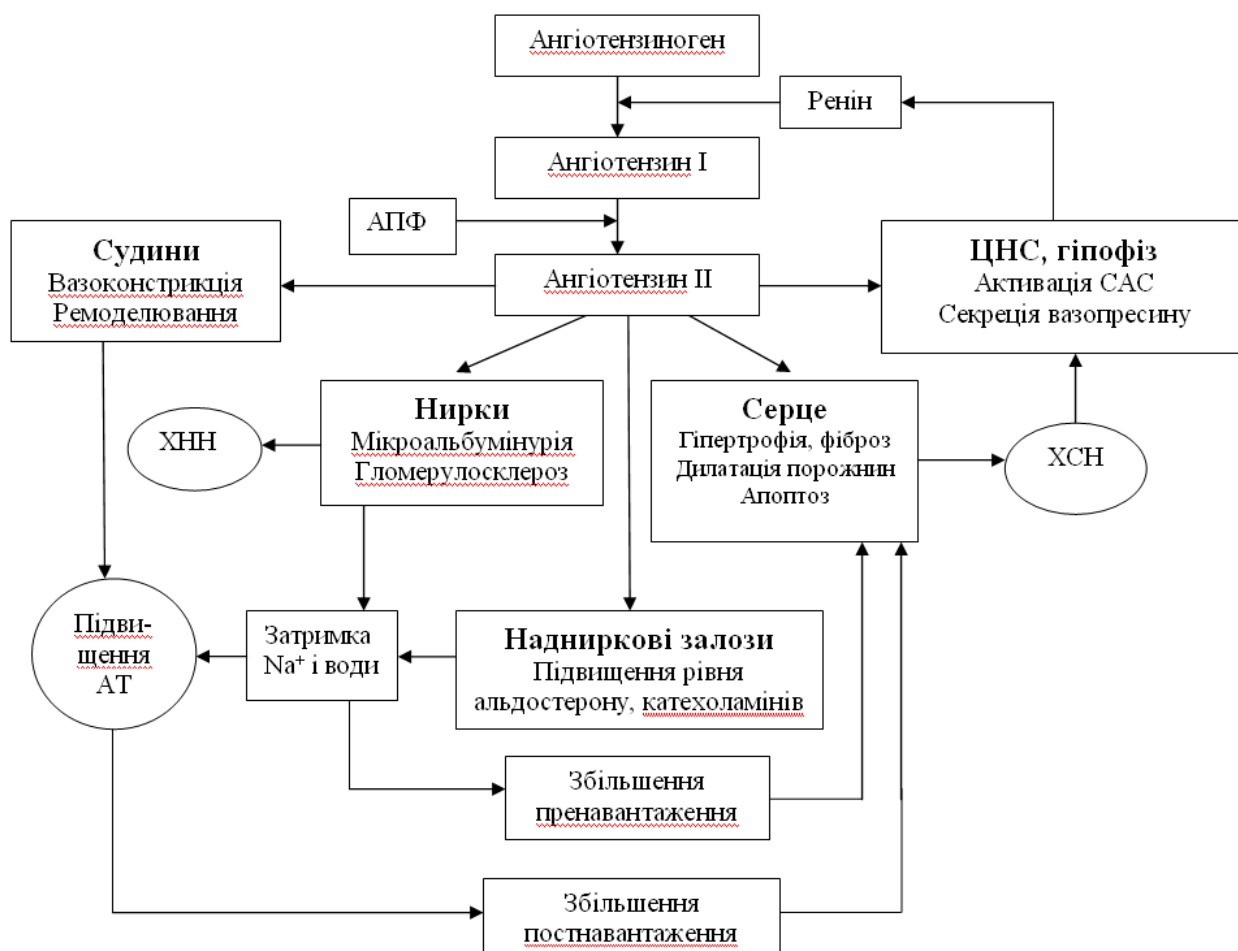 Ангіотензиноген
Ренін
Ангіотензин I
АПФ
Судини
Вазоконстрикція
Ремоделювання
Ангіотензин II
ЦНС, гіпофіз
Активація САС
Секреція вазопресину
Нирки
Мікроальбумінурія
Гломерулосклероз
ХНН
Серце
Гіпертрофія, фіброз
Дилатація порожнин
Апоптоз
ХСН
Підви-
щення
АТ
Затримка
Na⁺ і води
Надниркові залози
Підвищення рівня
альдостерону, катехоламінів
Збільшення
пренавантаження
Збільшення
постнавантаження